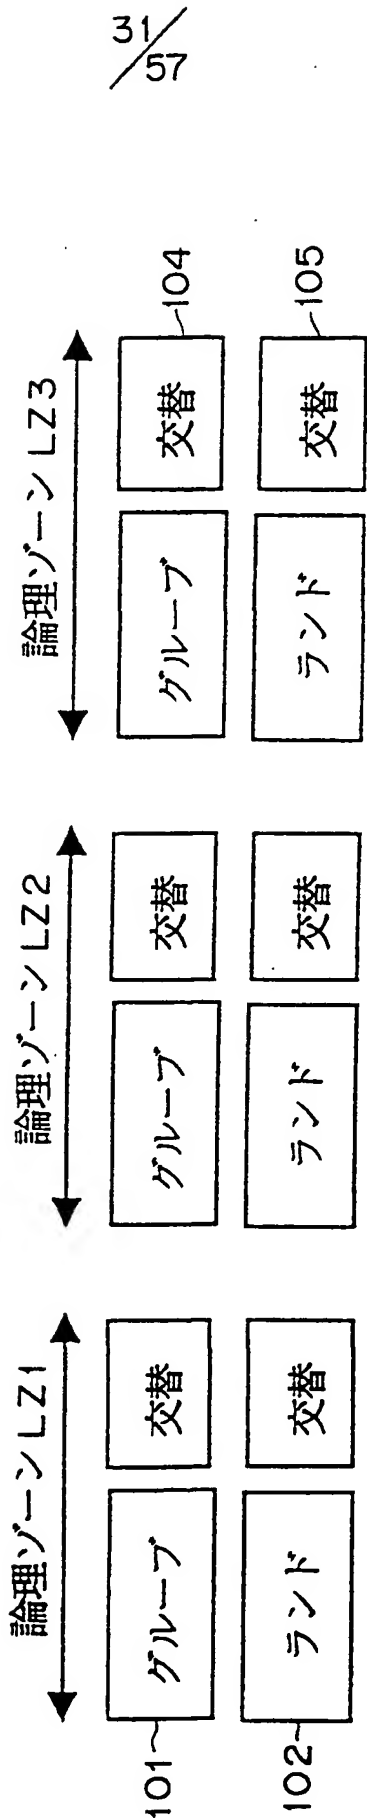 31/57
論理ゾーンLZ1
論理ゾーンLZ2
論理ゾーンLZ3
101
グループ
交替
グループ
交替
グループ
交替
104
102
ランド
交替
ランド
交替
ランド
交替
105